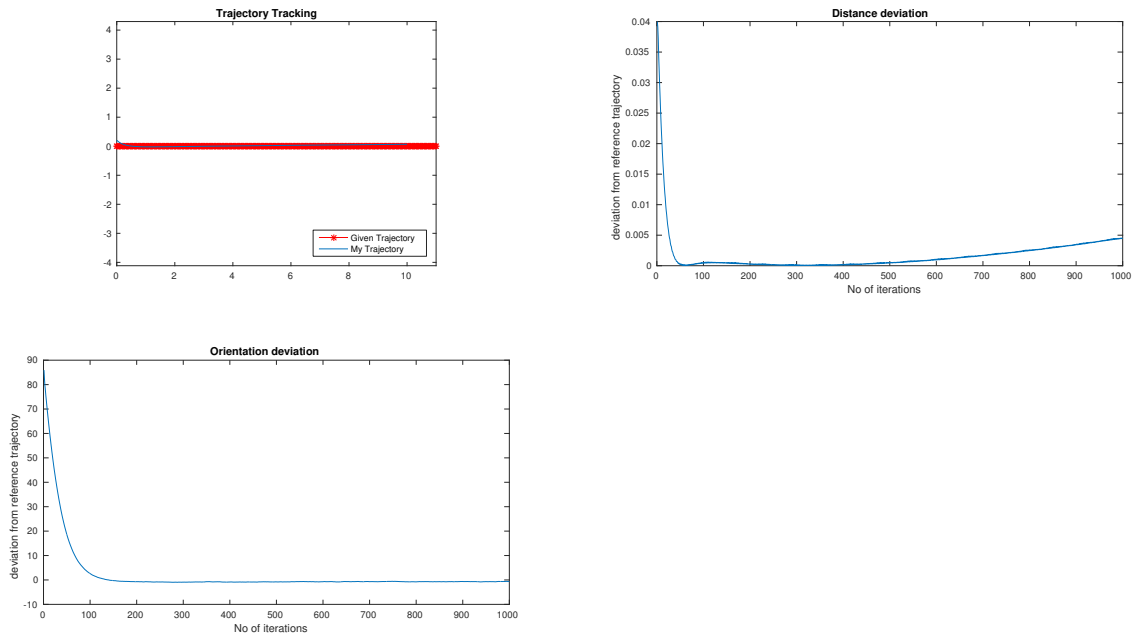 Trajectory Tracking
4
3
2
1
0
-1
-2
-3
-4
0 2 4 6 8 10
Given Trajectory
My Trajectory
Distance deviation
deviation from reference trajectory
0.04
0.035
0.03
0.025
0.02
0.015
0.01
0.005
0
0 100 200 300 400 500 600 700 800 900 1000
No of iterations
Orientation deviation
deviation from reference trajectory
90
80
70
60
50
40
30
20
10
0
-10
0 100 200 300 400 500 600 700 800 900 1000
No of iterations